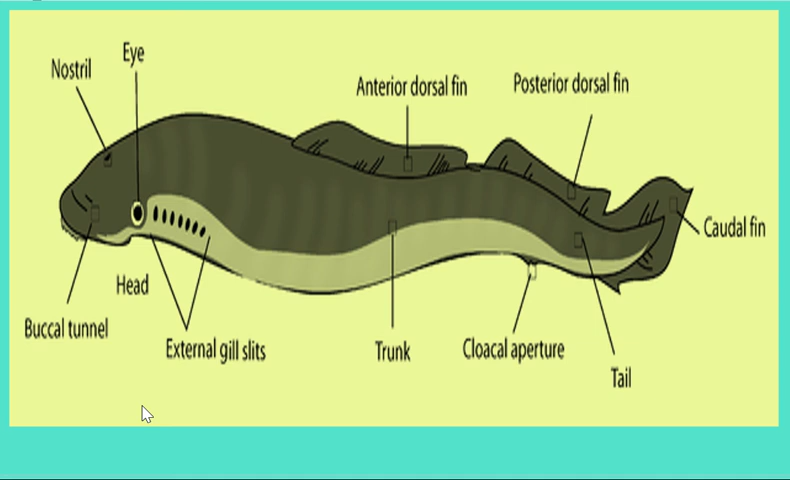 Eye
Nostril
Anterior dorsal fin
Posterior dorsal fin
Caudal fin
Head
Buccal tunnel
External gill slits
Trunk
Cloacal aperture
Tail